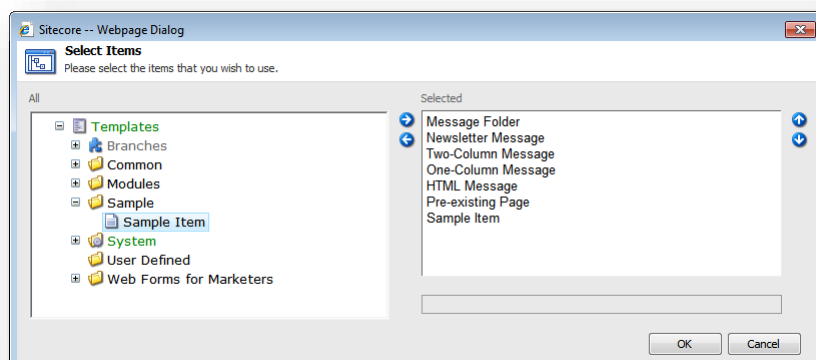 Sitecore -- Webpage Dialog
Select Items
Please select the items that you wish to use.
All
Templates
Branches
Common
Modules
Sample
Sample Item
System
User Defined
Web Forms for Marketers
Selected
Message Folder
Newsletter Message
Two-Column Message
One-Column Message
HTML Message
Pre-existing Page
Sample Item
OK
Cancel